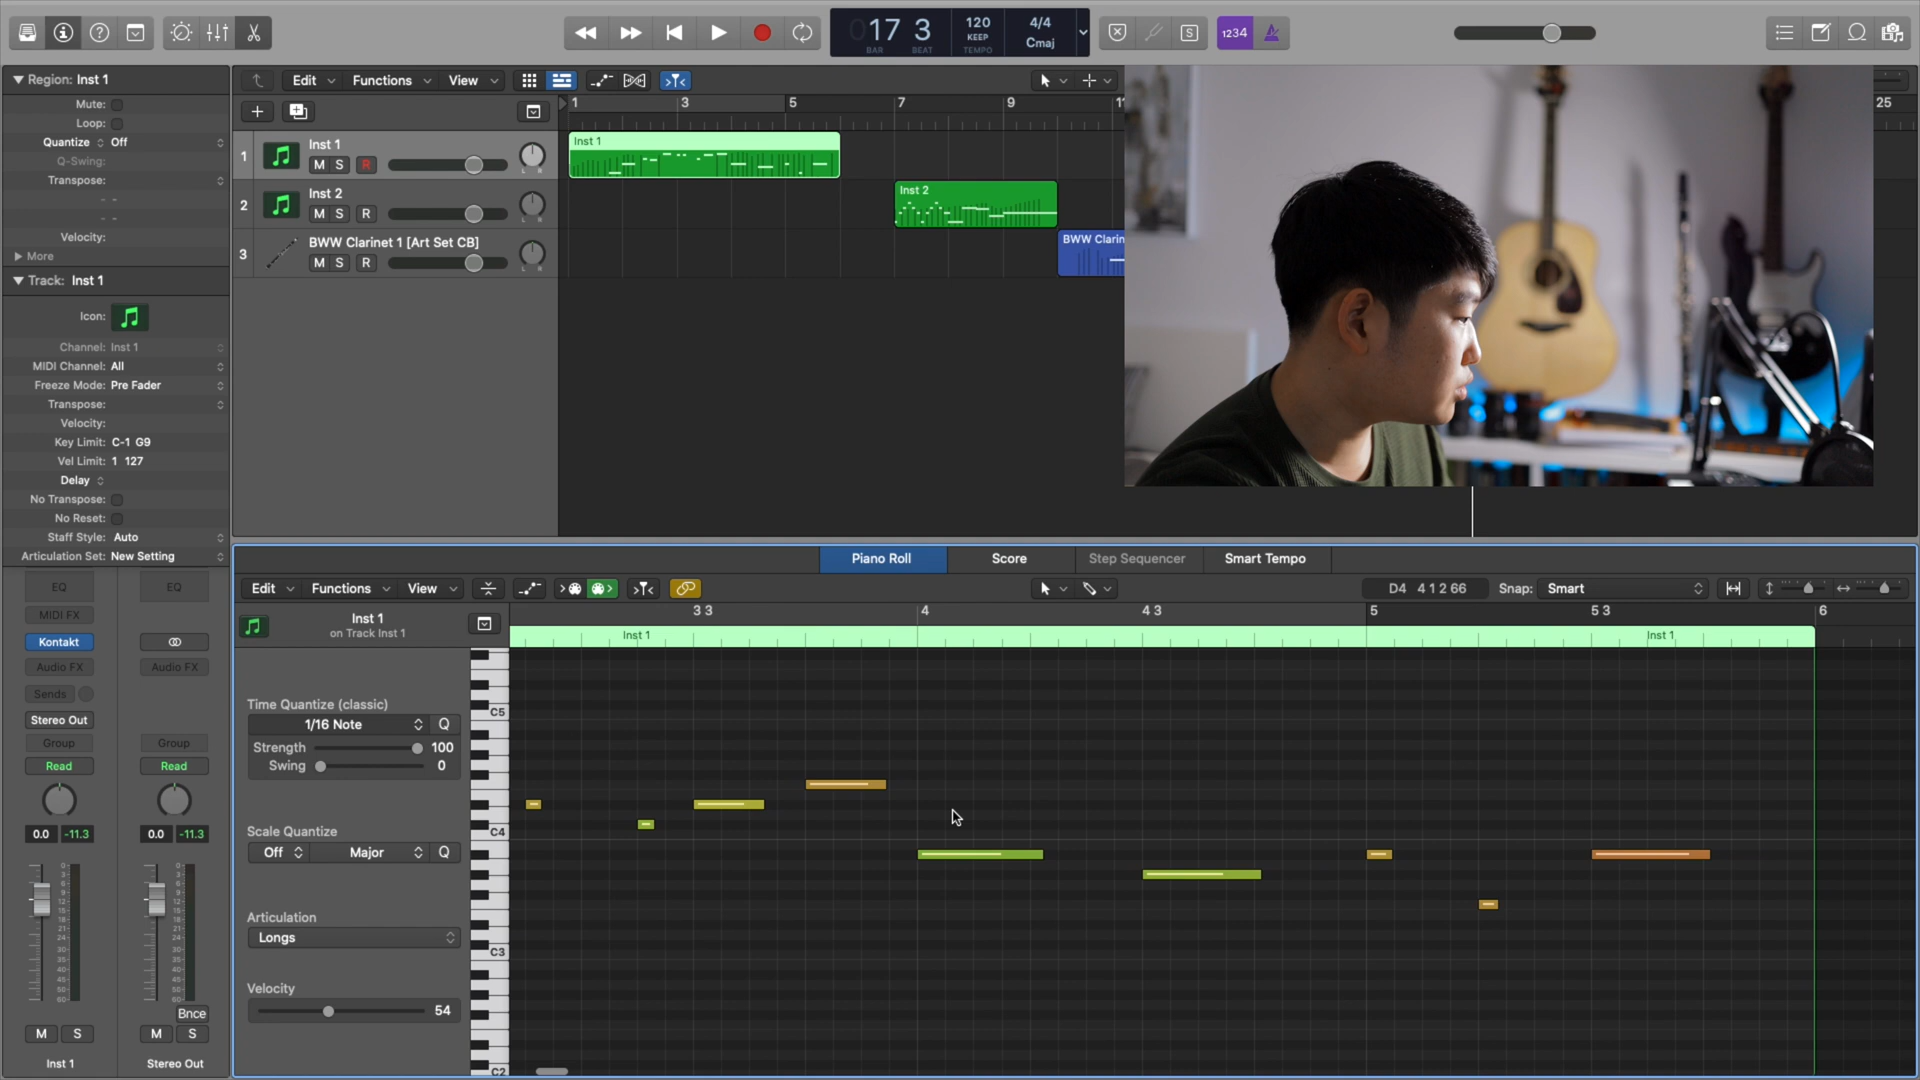 17 3
BAR BEAT
120
KEEP
TEMPO
4/4
Cmaj
S
1234
Region: Inst 1
Mute:
Loop:
Quantize Off
Q-Swing:
Transpose:
Velocity:
More
Track: Inst 1
Icon:
Channel: Inst 1
MIDI Channel: All
Freeze Mode: Pre Fader
Transpose:
Velocity:
Key Limit: C-1 G9
Vel Limit: 1 127
Delay
No Transpose:
No Reset:
Staff Style: Auto
Articulation Set: New Setting
Edit Functions View
1 3 5 7 9 11 25
1 Inst 1
M S R
2 Inst 2
M S R
3 BWW Clarinet 1 [Art Set CB]
M S R
Inst 1
Inst 2
BWW Clarin
EQ EQ
MIDI FX
Kontakt
Audio FX Audio FX
Sends
Stereo Out
Group Group
Read Read
0.0 -11.3 0.0 -11.3
Bnce
M S M S
Inst 1 Stereo Out
Piano Roll Score Step Sequencer Smart Tempo
Edit Functions View
D4 4 1 2 66 Snap: Smart
Inst 1
on Track Inst 1
3 3 4 4 3 5 5 3 6
Inst 1 Inst 1
Time Quantize (classic)
1/16 Note Q
Strength 100
Swing 0
Scale Quantize
Off Major Q
Articulation
Longs
Velocity
54
C5
C4
C3
C2